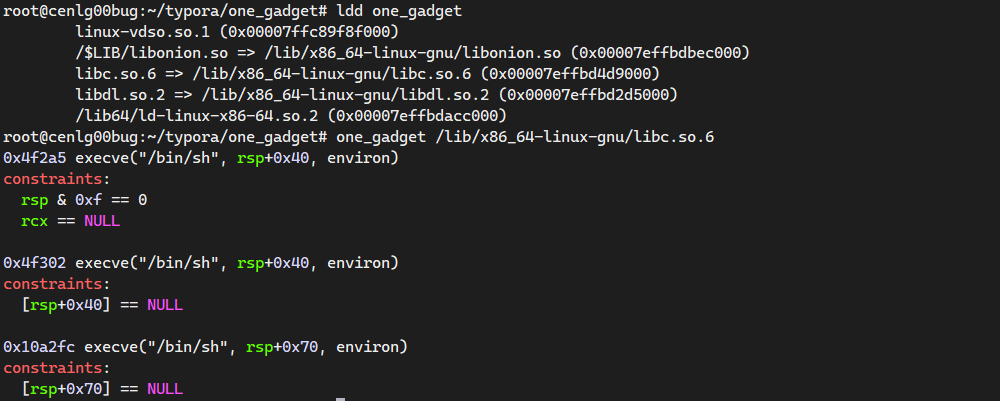 root@cenlg00bug:~/typora/one_gadget# ldd one_gadget
linux-vdso.so.1 (0x00007ffc89f8f000)
/$LIB/libonion.so => /lib/x86_64-linux-gnu/libonion.so (0x00007effbdbec000)
libc.so.6 => /lib/x86_64-linux-gnu/libc.so.6 (0x00007effbd4d9000)
libdl.so.2 => /lib/x86_64-linux-gnu/libdl.so.2 (0x00007effbd2d5000)
/lib64/ld-linux-x86-64.so.2 (0x00007effbdacc000)
root@cenlg00bug:~/typora/one_gadget# one_gadget /lib/x86_64-linux-gnu/libc.so.6
0x4f2a5 execve("/bin/sh", rsp+0x40, environ)
constraints:
rsp & 0xf == 0
rcx == NULL
0x4f302 execve("/bin/sh", rsp+0x40, environ)
constraints:
[rsp+0x40] == NULL
0x10a2fc execve("/bin/sh", rsp+0x70, environ)
constraints:
[rsp+0x70] == NULL